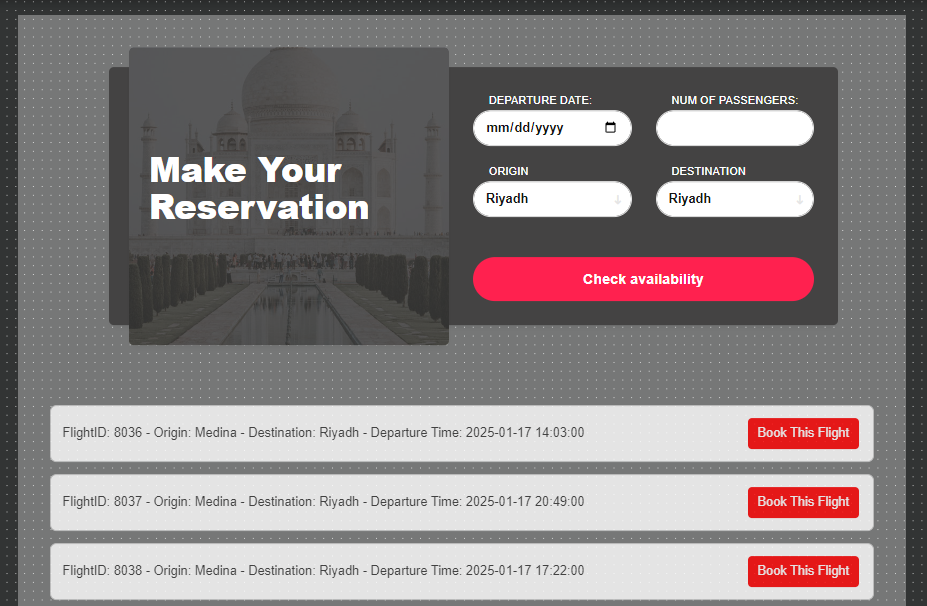 Make Your
Reservation
DEPARTURE DATE:
NUM OF PASSENGERS:
mm/dd/yyyy
ORIGIN
DESTINATION
Riyadh
Riyadh
Check availability
FlightID: 8036 - Origin: Medina - Destination: Riyadh - Departure Time: 2025-01-17 14:03:00
Book This Flight
FlightID: 8037 - Origin: Medina - Destination: Riyadh - Departure Time: 2025-01-17 20:49:00
Book This Flight
FlightID: 8038 - Origin: Medina - Destination: Riyadh - Departure Time: 2025-01-17 17:22:00
Book This Flight